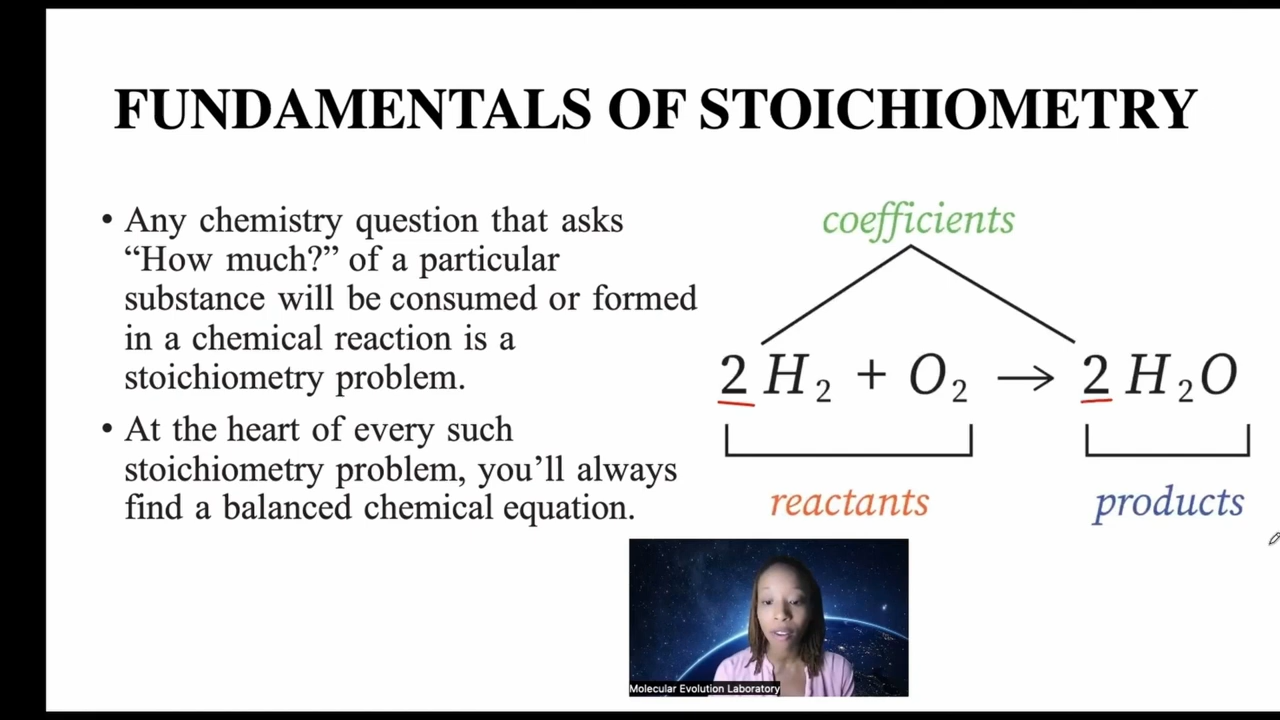 FUNDAMENTALS OF STOICHIOMETRY
• Any chemistry question that asks
“How much?” of a particular
substance will be consumed or formed
in a chemical reaction is a
stoichiometry problem.
• At the heart of every such
stoichiometry problem, you’ll always
find a balanced chemical equation.
coefficients
2 H₂ + O₂ → 2 H₂O
reactants products
Molecular Evolution Laboratory